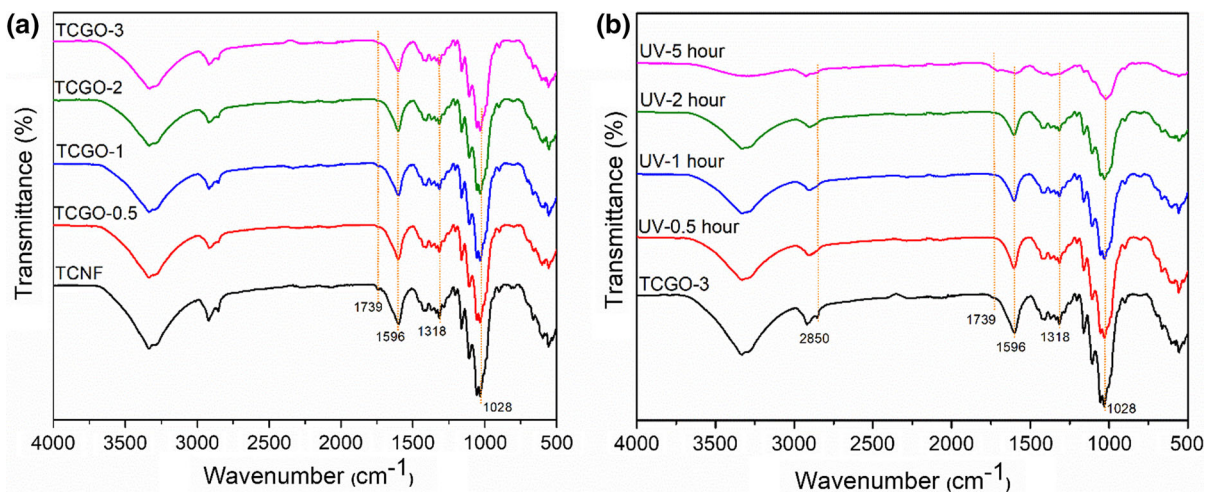 (a)
TCGO-3
TCGO-2
TCGO-1
TCGO-0.5
TCNF
1739
1596
1318
1028
Transmittance (%)
4000 3500 3000 2500 2000 1500 1000 500
Wavenumber (cm⁻¹)
(b)
UV-5 hour
UV-2 hour
UV-1 hour
UV-0.5 hour
TCGO-3
2850
1739
1596
1318
1028
Transmittance (%)
4000 3500 3000 2500 2000 1500 1000 500
Wavenumber (cm⁻¹)